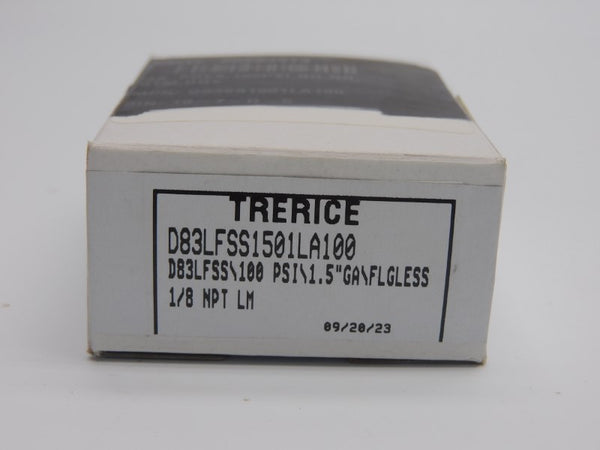 TRERICE
D83LFSS1501LA100
D83LFSS\100 PSI\1.5"GA\FLGLESS
1/8 NPT LM
09/20/23